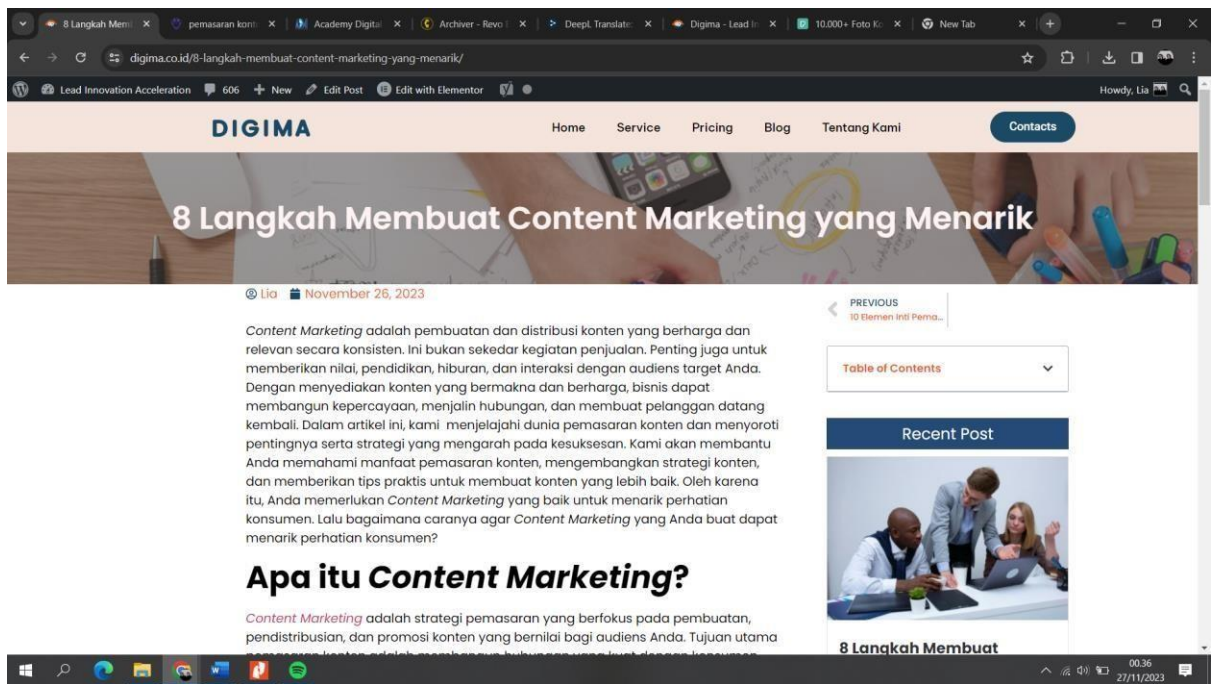 8 Langkah Mem
pemasaran kont
Academy Digital
Archiver - Revo
DeepL Translate
Digima - Lead In
10.000+ Foto Ko
New Tab
digima.co.id/8-langkah-membuat-content-marketing-yang-menarik/
Lead Innovation Acceleration 606 New Edit Post Edit with Elementor Howdy, Lia
DIGIMA Home Service Pricing Blog Tentang Kami Contacts
8 Langkah Membuat Content Marketing yang Menarik
Lia November 26, 2023
Content Marketing adalah pembuatan dan distribusi konten yang berharga dan
relevan secara konsisten. Ini bukan sekedar kegiatan penjualan. Penting juga untuk
memberikan nilai, pendidikan, hiburan, dan interaksi dengan audiens target Anda.
Dengan menyediakan konten yang bermakna dan berharga, bisnis dapat
membangun kepercayaan, menjalin hubungan, dan membuat pelanggan datang
kembali. Dalam artikel ini, kami menjelajahi dunia pemasaran konten dan menyoroti
pentingnya serta strategi yang mengarah pada kesuksesan. Kami akan membantu
Anda memahami manfaat pemasaran konten, mengembangkan strategi konten,
dan memberikan tips praktis untuk membuat konten yang lebih baik. Oleh karena
itu, Anda memerlukan Content Marketing yang baik untuk menarik perhatian
konsumen. Lalu bagaimana caranya agar Content Marketing yang Anda buat dapat
menarik perhatian konsumen?
Apa itu Content Marketing?
Content Marketing adalah strategi pemasaran yang berfokus pada pembuatan,
pendistribusian, dan promosi konten yang bernilai bagi audiens Anda. Tujuan utama
pemasaran konten adalah membangun hubungan yang kuat dengan konsumen
PREVIOUS
10 Elemen Inti Pema...
Table of Contents
Recent Post
8 Langkah Membuat
00.36
27/11/2023